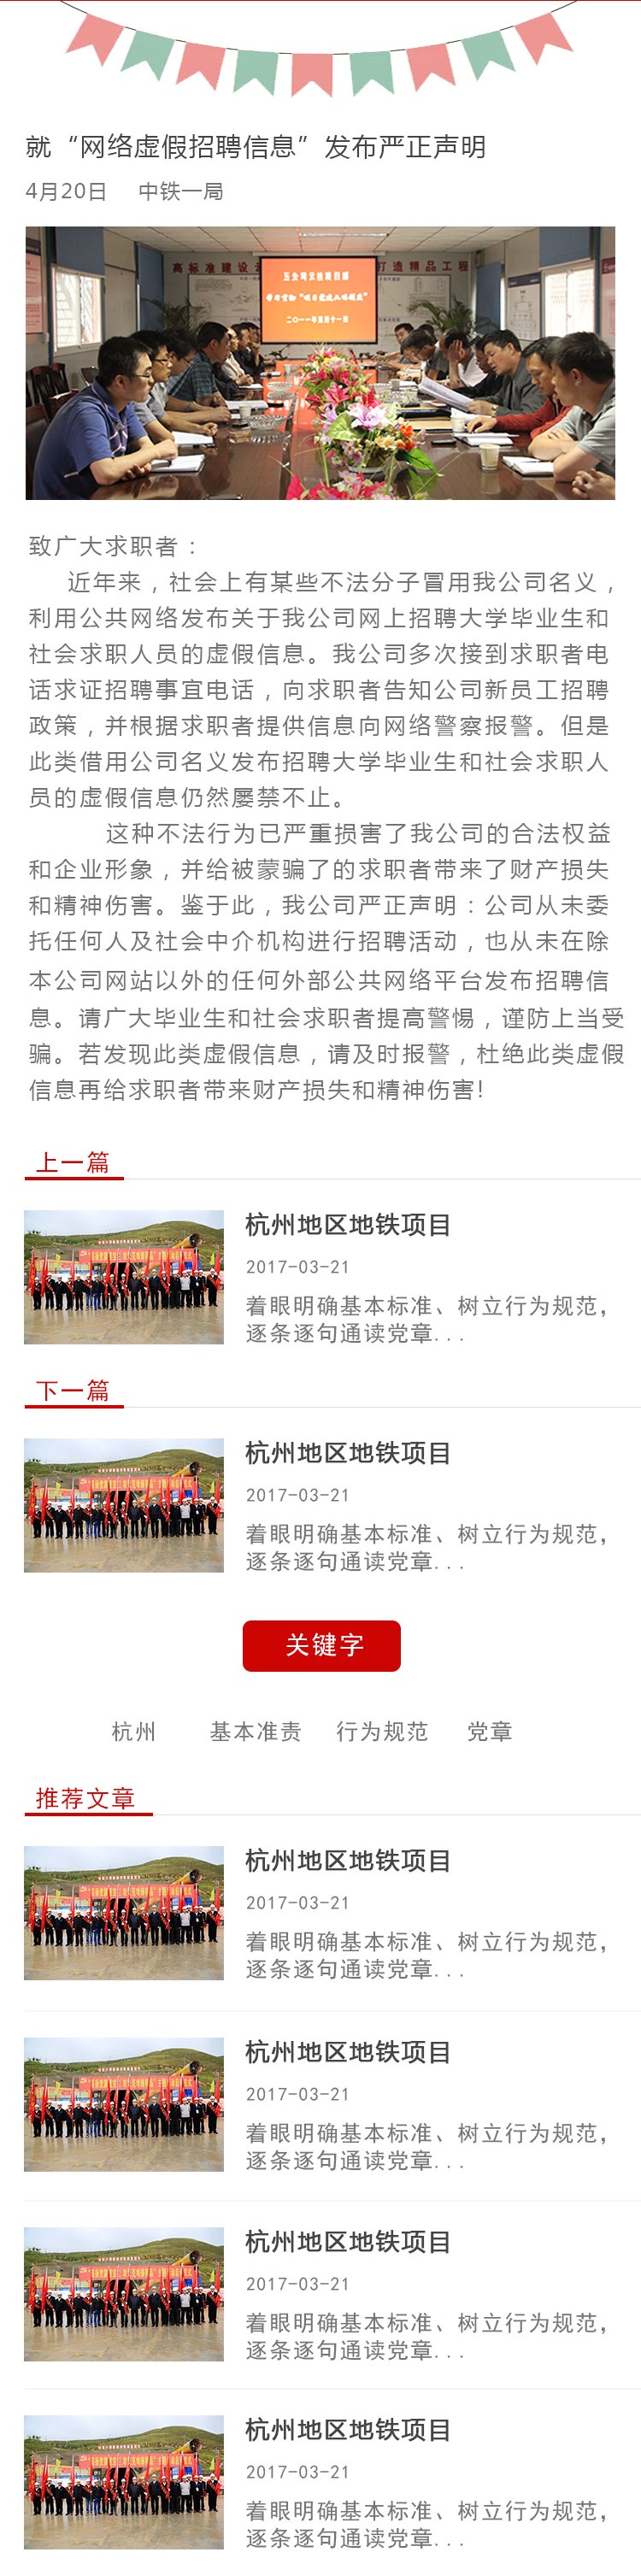 就“网络虚假招聘信息”发布严正声明
4月20日 中铁一局
高标准建设
打造精品工程
二〇一一年第十一期
致广大求职者：
近年来，社会上有某些不法分子冒用我公司名义，
利用公共网络发布关于我公司网上招聘大学毕业生和
社会求职人员的虚假信息。我公司多次接到求职者电
话求证招聘事宜电话，向求职者告知公司新员工招聘
政策，并根据求职者提供信息向网络警察报警。但是
此类借用公司名义发布招聘大学毕业生和社会求职人
员的虚假信息仍然屡禁不止。
这种不法行为已严重损害了我公司的合法权益
和企业形象，并给被蒙骗了的求职者带来了财产损失
和精神伤害。鉴于此，我公司严正声明：公司从未委
托任何人及社会中介机构进行招聘活动，也从未在除
本公司网站以外的任何外部公共网络平台发布招聘信
息。请广大毕业生和社会求职者提高警惕，谨防上当受
骗。若发现此类虚假信息，请及时报警，杜绝此类虚假
信息再给求职者带来财产损失和精神伤害!
上一篇
杭州地区地铁项目
2017-03-21
着眼明确基本标准、树立行为规范，
逐条逐句通读党章...
下一篇
杭州地区地铁项目
2017-03-21
着眼明确基本标准、树立行为规范，
逐条逐句通读党章...
关键字
杭州 基本准责 行为规范 党章
推荐文章
杭州地区地铁项目
2017-03-21
着眼明确基本标准、树立行为规范，
逐条逐句通读党章...
杭州地区地铁项目
2017-03-21
着眼明确基本标准、树立行为规范，
逐条逐句通读党章...
杭州地区地铁项目
2017-03-21
着眼明确基本标准、树立行为规范，
逐条逐句通读党章...
杭州地区地铁项目
2017-03-21
着眼明确基本标准、树立行为规范，
逐条逐句通读党章...